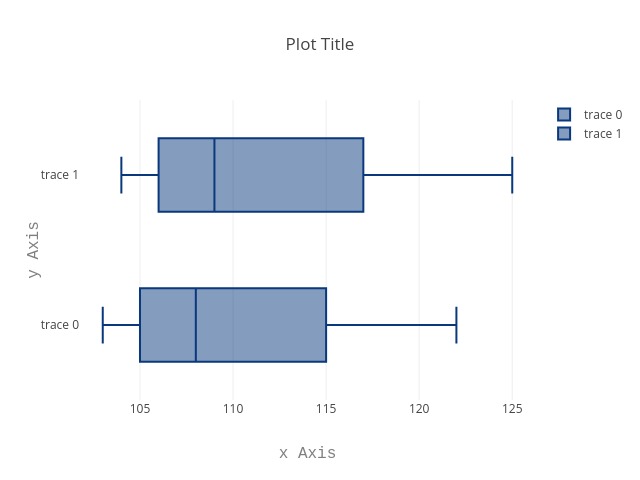 Plot Title
trace 0
trace 1
trace 1
trace 0
y Axis
105 110 115 120 125
x Axis